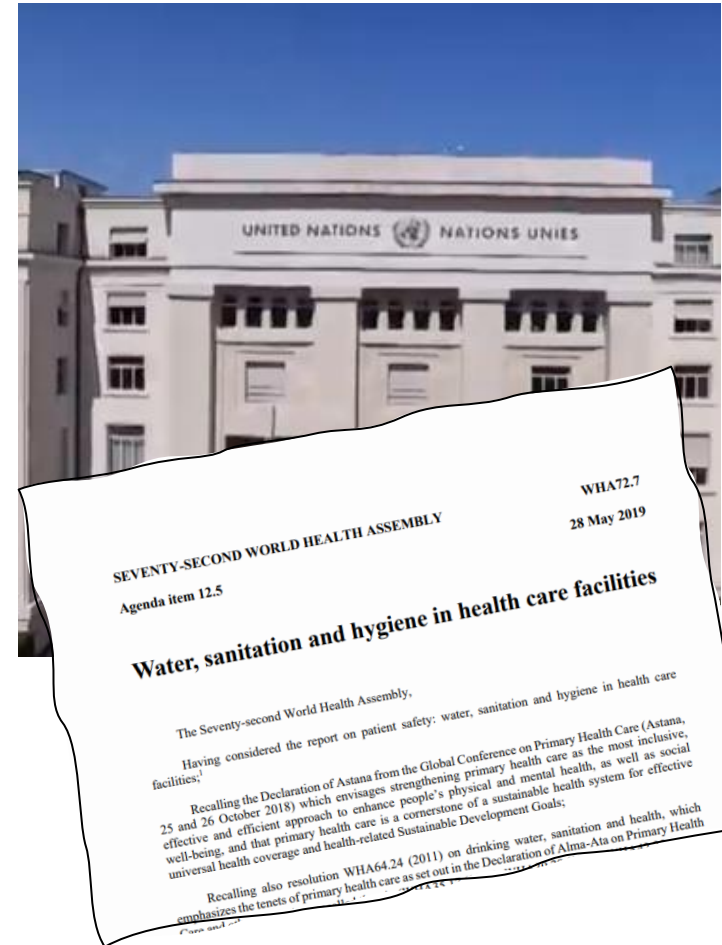 UNITED NATIONS NATIONS UNIES
WHA72.7
SEVENTY-SECOND WORLD HEALTH ASSEMBLY
28 May 2019
Agenda item 12.5
Water, sanitation and hygiene in health care facilities
The Seventy-second World Health Assembly,
Having considered the report on patient safety: water, sanitation and hygiene in health care
facilities;¹
Recalling the Declaration of Astana from the Global Conference on Primary Health Care (Astana,
25 and 26 October 2018) which envisages strengthening primary health care as the most inclusive,
effective and efficient approach to enhance people's physical and mental health, as well as social
well-being, and that primary health care is a cornerstone of a sustainable health system for effective
universal health coverage and health-related Sustainable Development Goals;
Recalling also resolution WHA64.24 (2011) on drinking water, sanitation and health, which
emphasizes the tenets of primary health care as set out in the Declaration of Alma-Ata on Primary Health
Care and